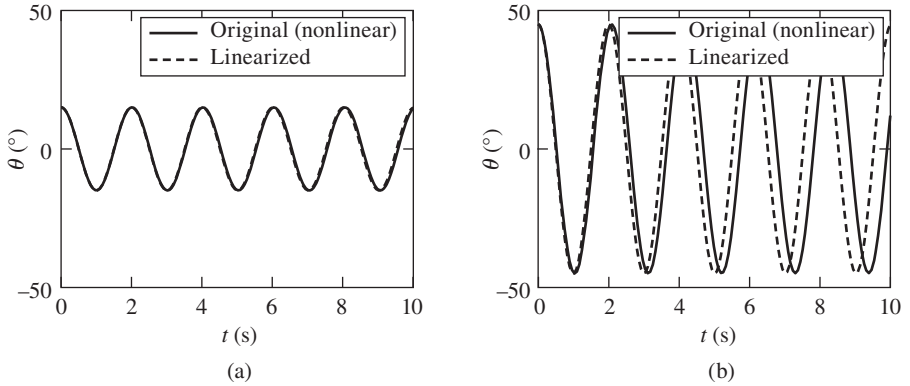 50
Original (nonlinear)
Linearized
θ (°)
0
–50
0 2 4 6 8 10
t (s)
(a)
50
Original (nonlinear)
Linearized
θ (°)
0
–50
0 2 4 6 8 10
t (s)
(b)